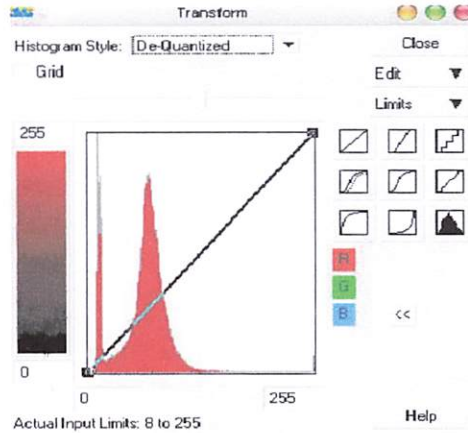 Transform
Histogram Style: De-Quantized
Close
Grid
Edit
Limits
255
R
G
B
<<
0
0 255
Actual Input Limits: 8 to 255
Help